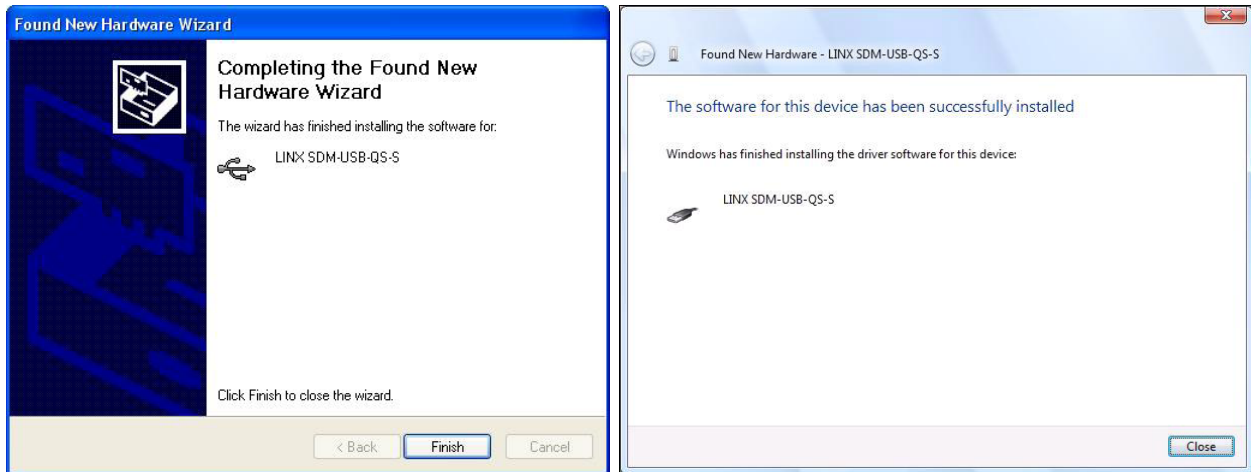 Found New Hardware Wizard
Completing the Found New
Hardware Wizard
The wizard has finished installing the software for:
LINX SDM-USB-QS-S
Click Finish to close the wizard.
< Back
Finish
Cancel
Found New Hardware - LINX SDM-USB-QS-S
The software for this device has been successfully installed
Windows has finished installing the driver software for this device:
LINX SDM-USB-QS-S
Close